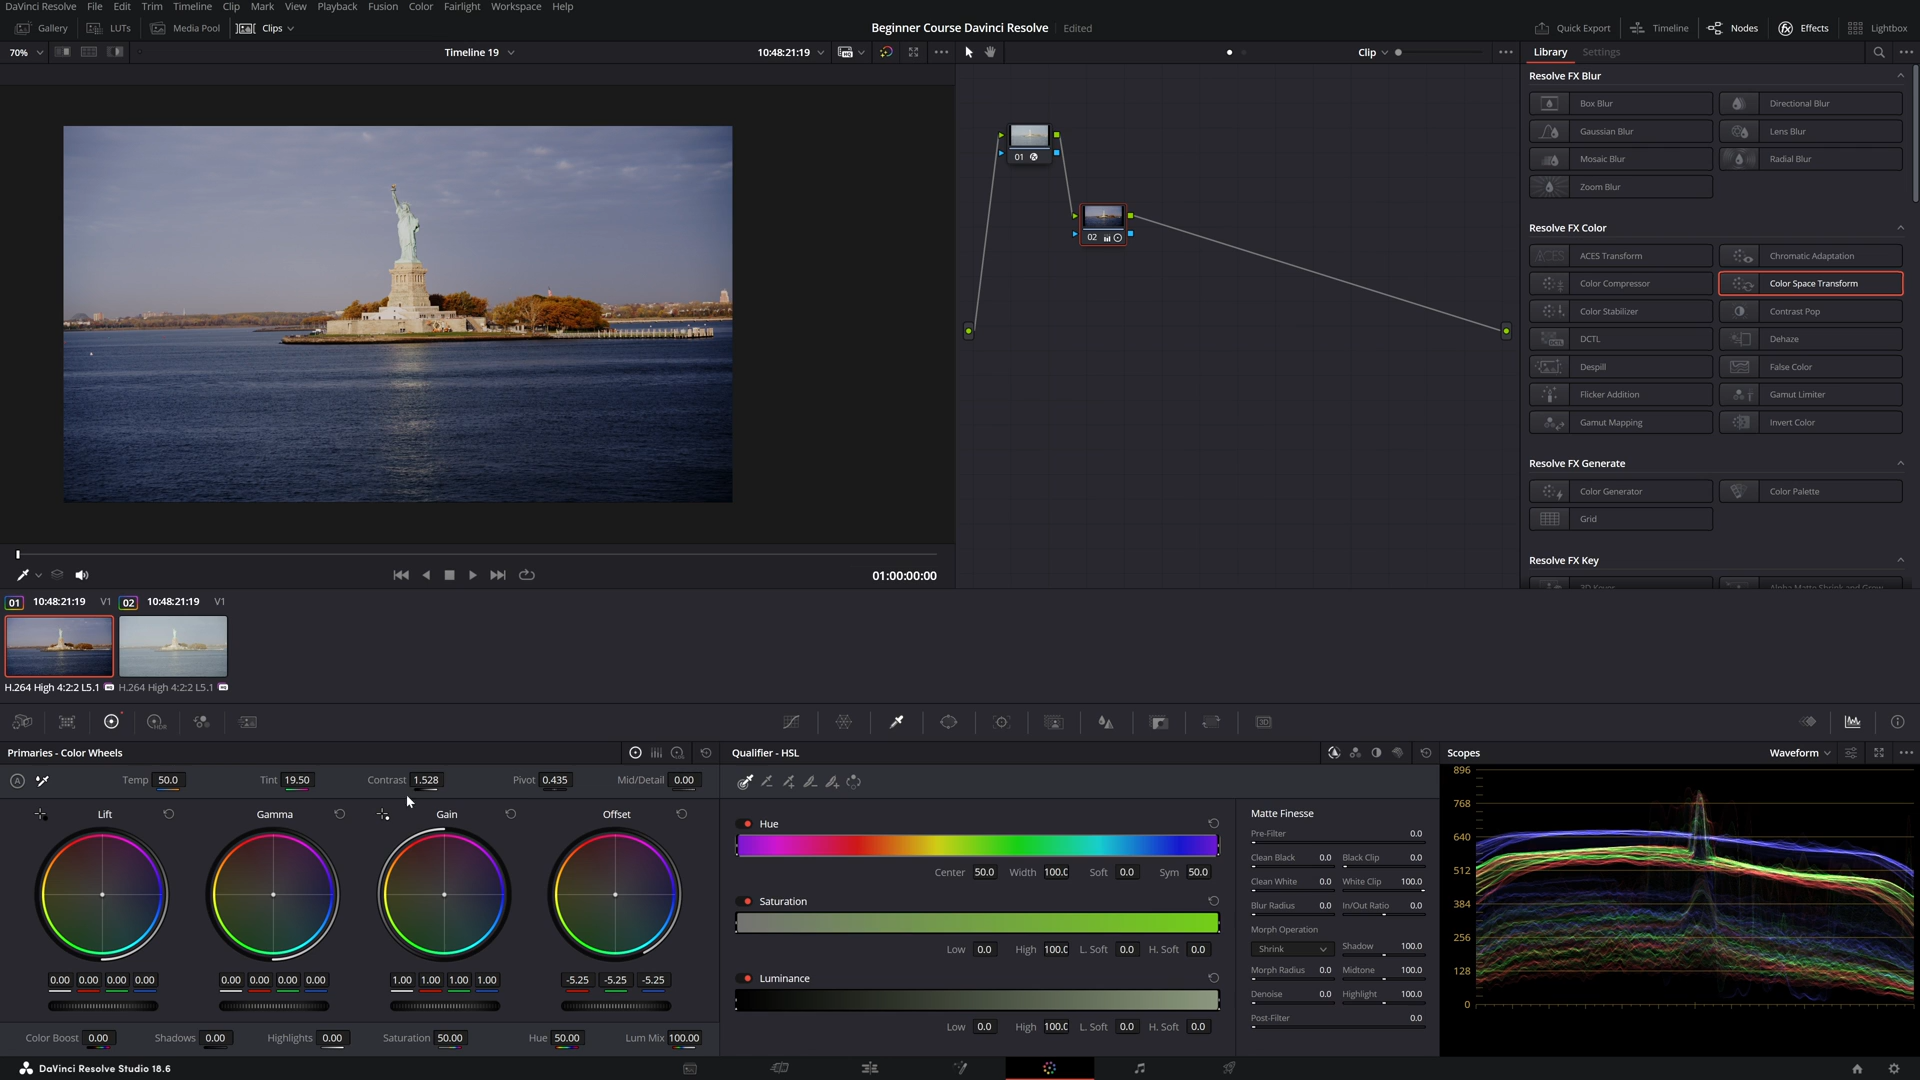 DaVinci Resolve File Edit Trim Timeline Clip Mark View Playback Fusion Color Fairlight Workspace Help
Gallery LUTs Media Pool Clips Beginner Course Davinci Resolve Edited Quick Export Timeline Nodes Effects Lightbox
70% Timeline 19 10:48:21:19 Clip Library Settings
Resolve FX Blur
Box Blur Directional Blur
Gaussian Blur Lens Blur
Mosaic Blur Radial Blur
Zoom Blur
01
02
Resolve FX Color
ACES Transform Chromatic Adaptation
Color Compressor Color Space Transform
Color Stabilizer Contrast Pop
DCTL Dehaze
Despill False Color
Flicker Addition Gamut Limiter
Gamut Mapping Invert Color
Resolve FX Generate
Color Generator Color Palette
Grid
Resolve FX Key
01:00:00:00
01 10:48:21:19 V1 02 10:48:21:19 V1
H.264 High 4:2:2 L5.1 H.264 High 4:2:2 L5.1
HDR 3D
Primaries - Color Wheels Qualifier - HSL Scopes Waveform
A Temp 50.0 Tint 19.50 Contrast 1.528 Pivot 0.435 Mid/Detail 0.00
Lift Gamma Gain Offset
0.00 0.00 0.00 0.00 0.00 0.00 0.00 0.00 1.00 1.00 1.00 1.00 -5.25 -5.25 -5.25
Color Boost 0.00 Shadows 0.00 Highlights 0.00 Saturation 50.00 Hue 50.00 Lum Mix 100.00
Hue
Center 50.0 Width 100.0 Soft 0.0 Sym 50.0
Saturation
Low 0.0 High 100.0 L. Soft 0.0 H. Soft 0.0
Luminance
Low 0.0 High 100.0 L. Soft 0.0 H. Soft 0.0
Matte Finesse
Pre-Filter 0.0
Clean Black 0.0 Black Clip 0.0
Clean White 0.0 White Clip 100.0
Blur Radius 0.0 In/Out Ratio 0.0
Morph Operation
Shrink Shadow 100.0
Morph Radius 0.0 Midtone 100.0
Denoise 0.0 Highlight 100.0
Post-Filter 0.0
896
768
640
512
384
256
128
0
DaVinci Resolve Studio 18.6